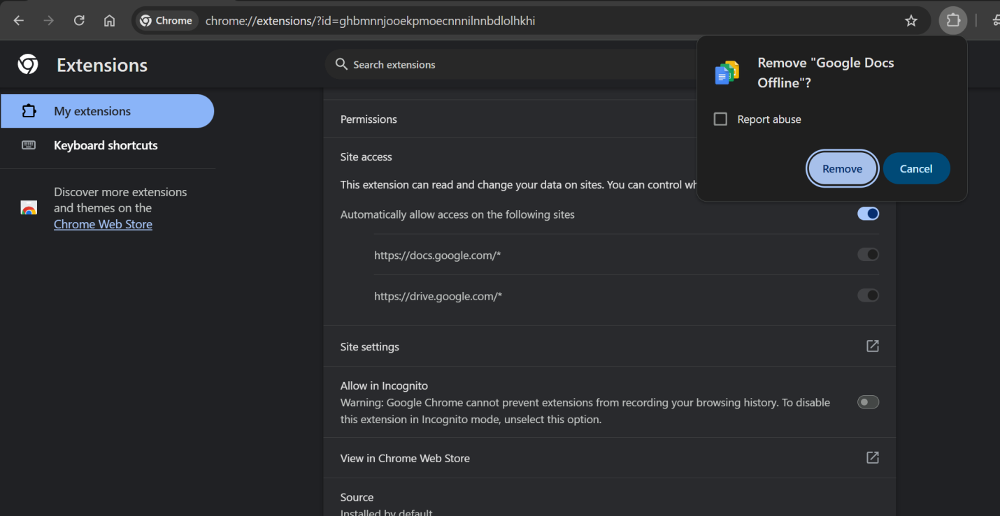 Chrome
chrome://extensions/?id=ghbmnnjooekpmoecnnnilnnbdlolhkhi
Extensions
Search extensions
Remove "Google Docs
Offline"?
Report abuse
Remove
Cancel
My extensions
Keyboard shortcuts
Discover more extensions
and themes on the
Chrome Web Store
Permissions
Site access
This extension can read and change your data on sites. You can control
Automatically allow access on the following sites
https://docs.google.com/*
https://drive.google.com/*
Site settings
Allow in Incognito
Warning: Google Chrome cannot prevent extensions from recording your browsing history. To disable
this extension in Incognito mode, unselect this option.
View in Chrome Web Store
Source
Installed by default